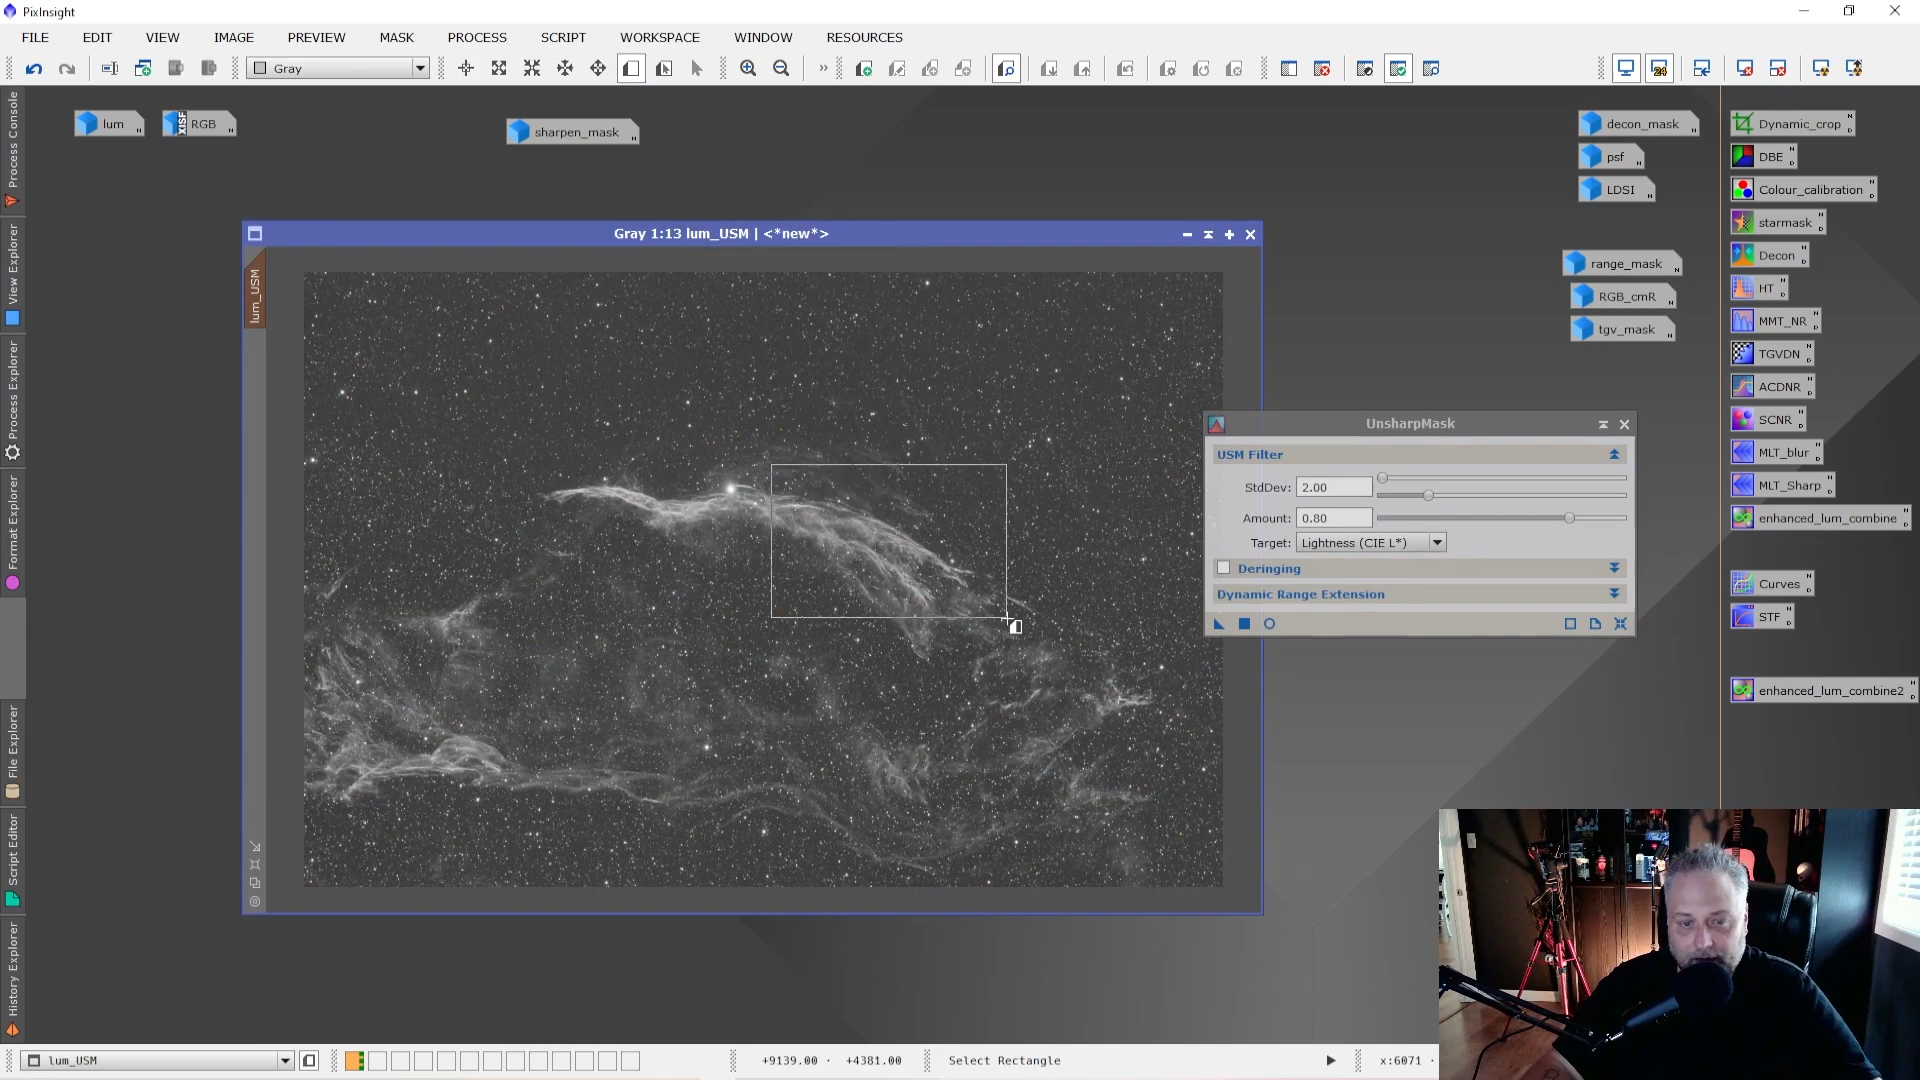 PixInsight
FILE EDIT VIEW IMAGE PREVIEW MASK PROCESS SCRIPT WORKSPACE WINDOW RESOURCES
Gray
Process Console
View Explorer
Process Explorer
Format Explorer
File Explorer
Script Editor
History Explorer
lum
N
XISF
RGB
N
sharpen_mask
N
decon_mask
N
psf
N
LDSI
N
range_mask
N
RGB_cmR
N
tgv_mask
N
Dynamic_crop
N
D
DBE
N
D
Colour_calibration
N
D
starmask
N
D
Decon
N
D
HT
N
D
MMT_NR
N
D
TGVDN
N
D
ACDNR
N
D
SCNR
N
D
MLT_blur
N
D
MLT_Sharp
N
D
enhanced_lum_combine
N
D
Curves
N
D
STF
N
D
enhanced_lum_combine2
N
D
Gray 1:13 lum_USM | <*new*>
lum_USM
UnsharpMask
USM Filter
StdDev: 2.00
Amount: 0.80
Target: Lightness (CIE L*)
Deringing
Dynamic Range Extension
lum_USM
+9139.00 · +4381.00
Select Rectangle
x:6071 ·